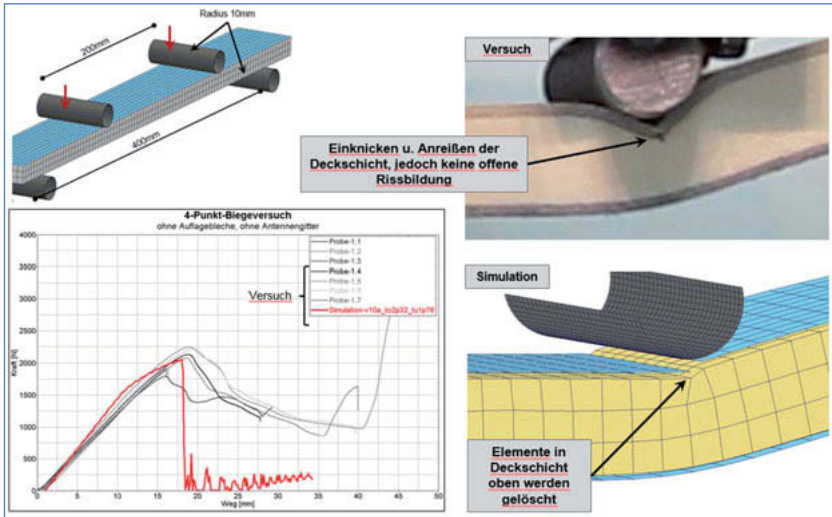 Radius 10mm
200mm
400mm
Versuch
Einknicken u. Anreißen der
Deckschicht, jedoch keine offene
Rissbildung
4-Punkt-Biegeversuch
ohne Auflagebleche, ohne Antennengitter
4000
3500
3000
2500
2000
1500
1000
500
0
Kraft [N]
0
5
10
13
20
25
30
35
40
44
50
Weg [mm]
Versuch
Probe-1.1
Probe-1.2
Probe-1.3
Probe-1.4
Probe-1.5
Probe-1.6
Probe-1.7
Simulation
Elemente in
Deckschicht
oben werden
gelöscht